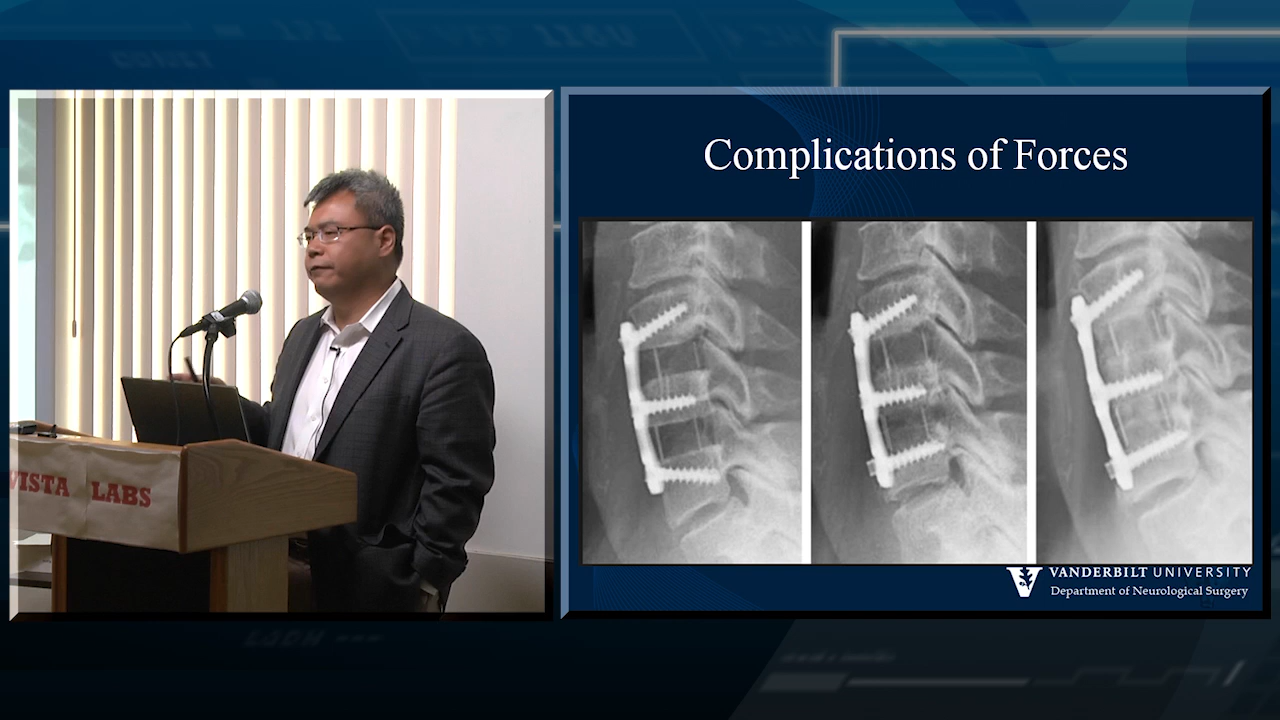 Complications of Forces
VISTA LABS
VANDERBILT UNIVERSITY
Department of Neurological Surgery